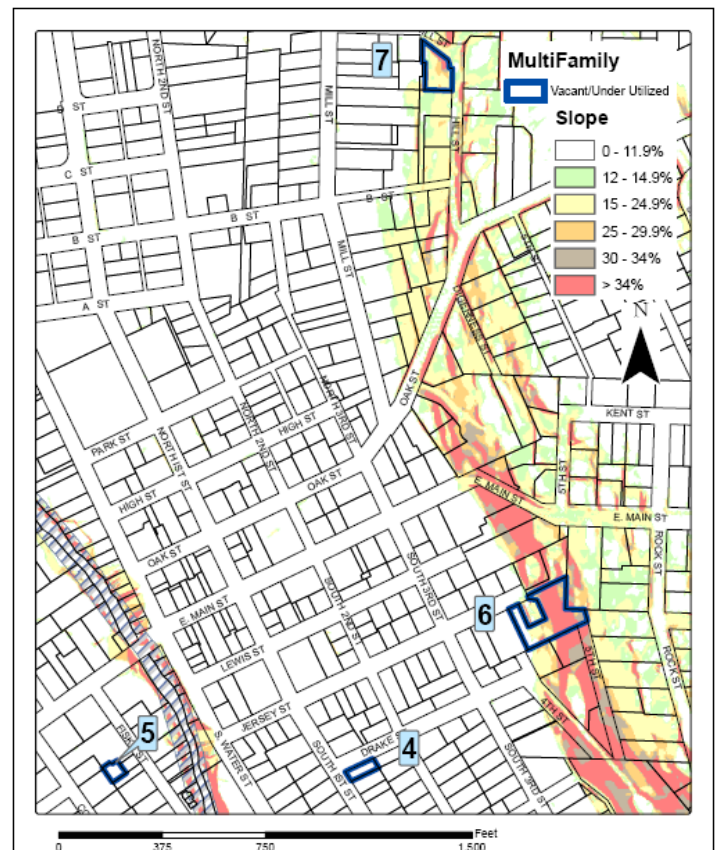 MultiFamily
Vacant/Under Utilized
Slope
0 - 11.9%
12 - 14.9%
15 - 24.9%
25 - 29.9%
30 - 34%
> 34%
N
7
MILL ST
NORTH 2ND ST
HILL ST
C ST
B ST
B ST
B ST
MILL ST
A ST
OAK ST
KENT ST
PARK ST
NORTH 1ST ST
NORTH 2ND ST
HIGH ST
NORTH 3RD ST
HIGH ST
OAK ST
OAK ST
E. MAIN ST
5TH ST
E. MAIN ST
ROCK ST
E. MAIN ST
SOUTH 2ND ST
SOUTH 3RD ST
6
LEWIS ST
5TH ST
ROCK ST
JERSEY ST
4TH ST
S. WATER ST
SOUTH 1ST ST
DRAKE
4
SOUTH 3RD ST
5
Feet
0 375 750 1,500